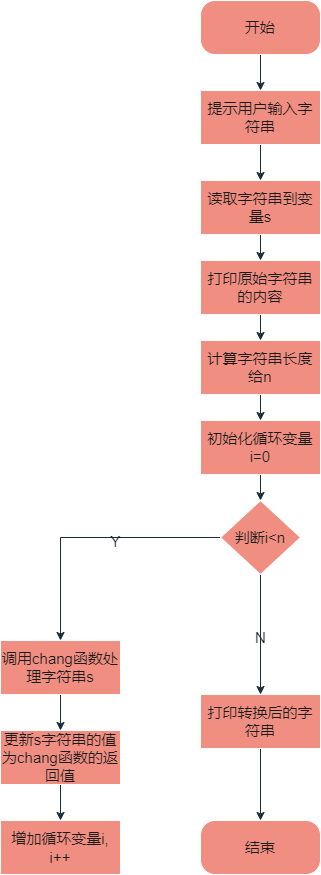 开始
提示用户输入字
符串
读取字符串到变
量s
打印原始字符串
的内容
计算字符串长度
给n
初始化循环变量
i=0
判断i<n
Y
N
调用chang函数处
理字符串s
更新s字符串的值
为chang函数的返
回值
增加循环变量i,
i++
打印转换后的字
符串
结束